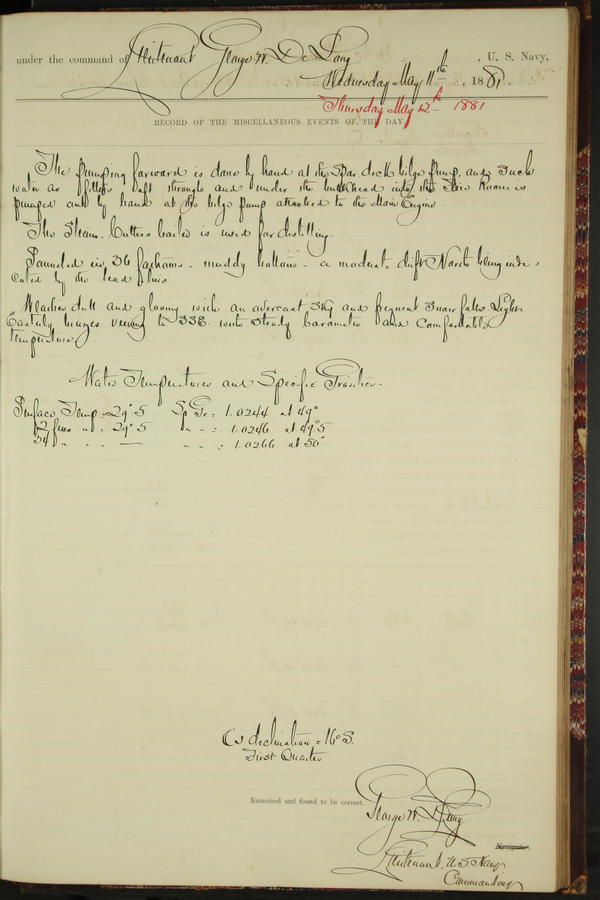 under the command of Lieutenant George W. De Long, U. S. Navy,
Wednesday May 11th, 1881.
Thursday May 12th 1881
RECORD OF THE MISCELLANEOUS EVENTS OF THE DAY.
The pumping forward is done by hand at the Spar deck bilge pump, and such
water as filters aft through and under the bulkhead into the Fire Room is
pumped out by hand at the bilge pump attached to the Main Engine
The Steam Cutters boiler is used for distilling.
Sounded in 36 fathoms - muddy bottom - a moderate drift North being indi-
cated by the lead line.
Weather dull and gloomy with an overcast sky and frequent snow falls. Light
Easterly breezes veering to SSE. with steady barometer and comfortable
temperature
Water Temperatures and Specific Gravities.
Surface Temp = 29°5 Sp Gr = 1.0244 at 49°
12 fms " = 29°5 " " = 1.0246 at 49°5
34 " " — " " = 1.0266 at 50°
☾'s declination = 16° S.
First Quarter
Examined and found to be correct.
George W. De Long
Navigator.
Lieutenant, U.S. Navy
Commanding